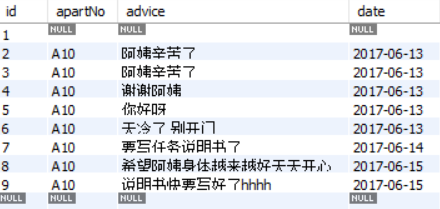 id apartNo advice date
1 NULL NULL NULL
2 A10 阿姨辛苦了 2017-06-13
3 A10 阿姨辛苦了 2017-06-13
4 A10 谢谢阿姨 2017-06-13
5 A10 你好呀 2017-06-13
6 A10 天冷了 别开门 2017-06-13
7 A10 要写任务说明书了 2017-06-14
8 A10 希望阿姨身体越来越好天天开心 2017-06-15
9 A10 说明书快要写好了hhhh 2017-06-15
NULL NULL NULL NULL